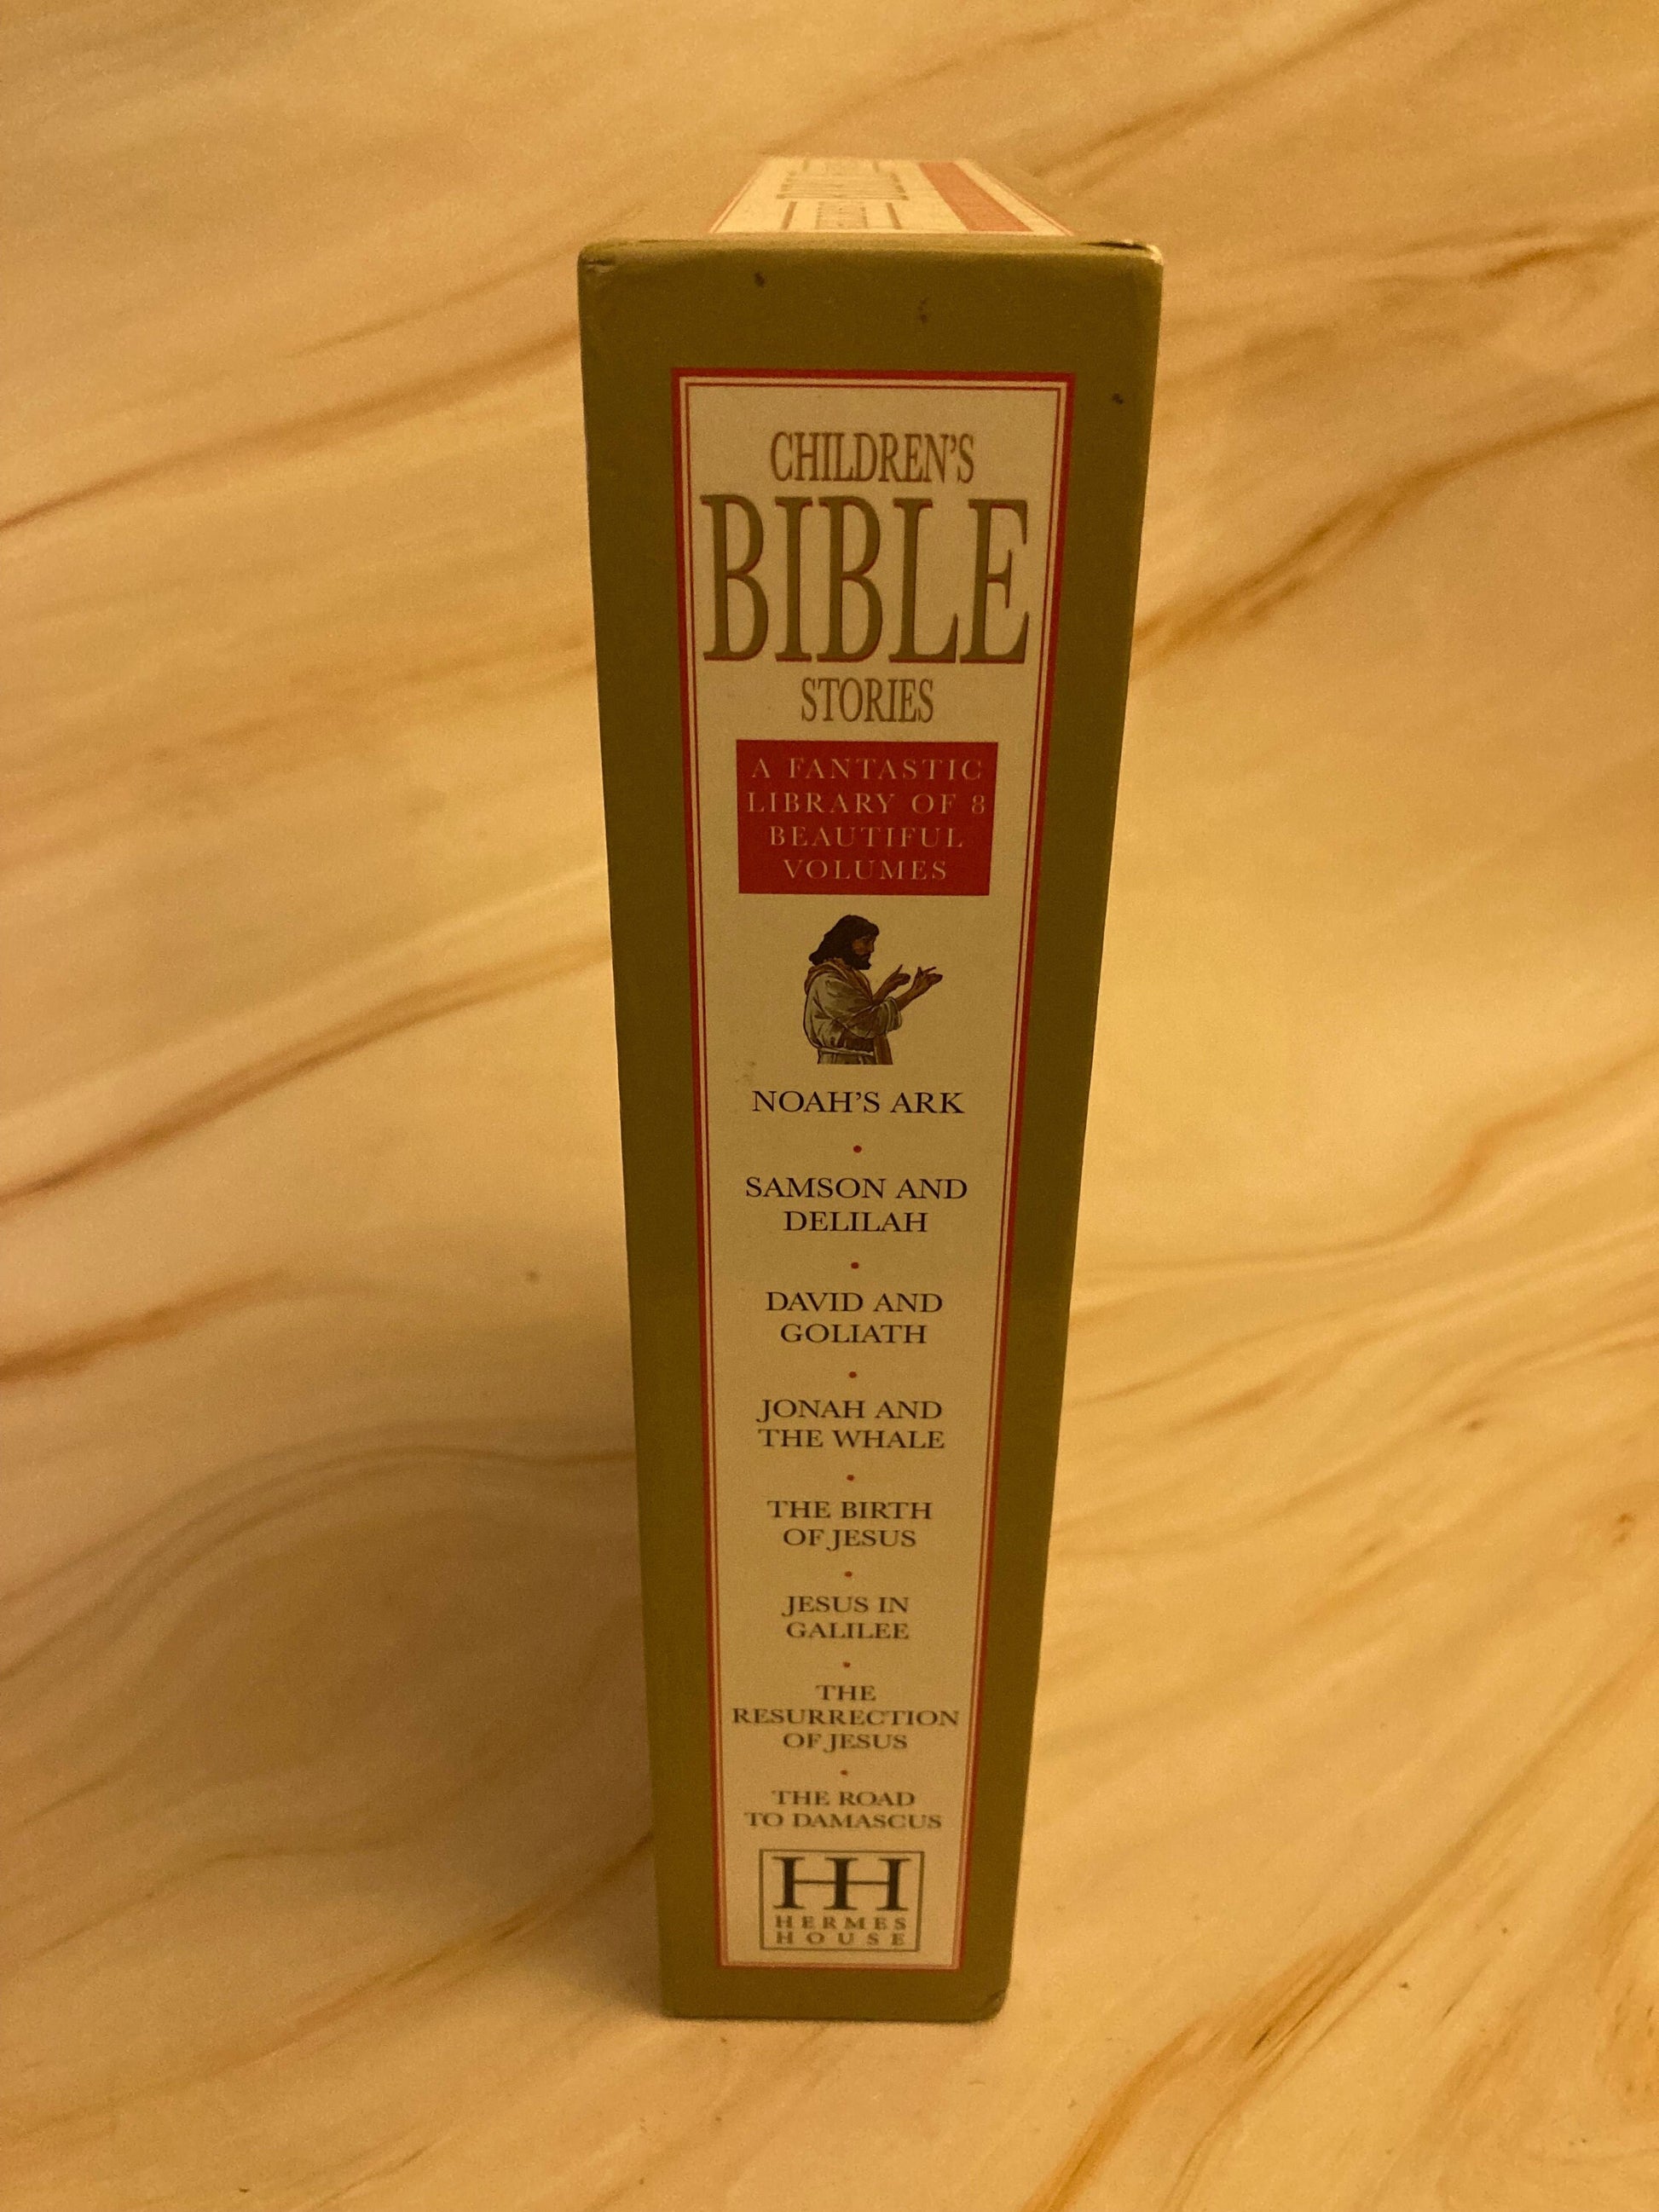 CHILDREN'S
BIBLE
STORIES
A FANTASTIC
LIBRARY OF 8
BEAUTIFUL
VOLUMES
NOAH'S ARK
•
SAMSON AND
DELILAH
•
DAVID AND
GOLIATH
•
JONAH AND
THE WHALE
•
THE BIRTH
OF JESUS
•
JESUS IN
GALILEE
•
THE
RESURRECTION
OF JESUS
•
THE ROAD
TO DAMASCUS
HH
HERMES
HOUSE